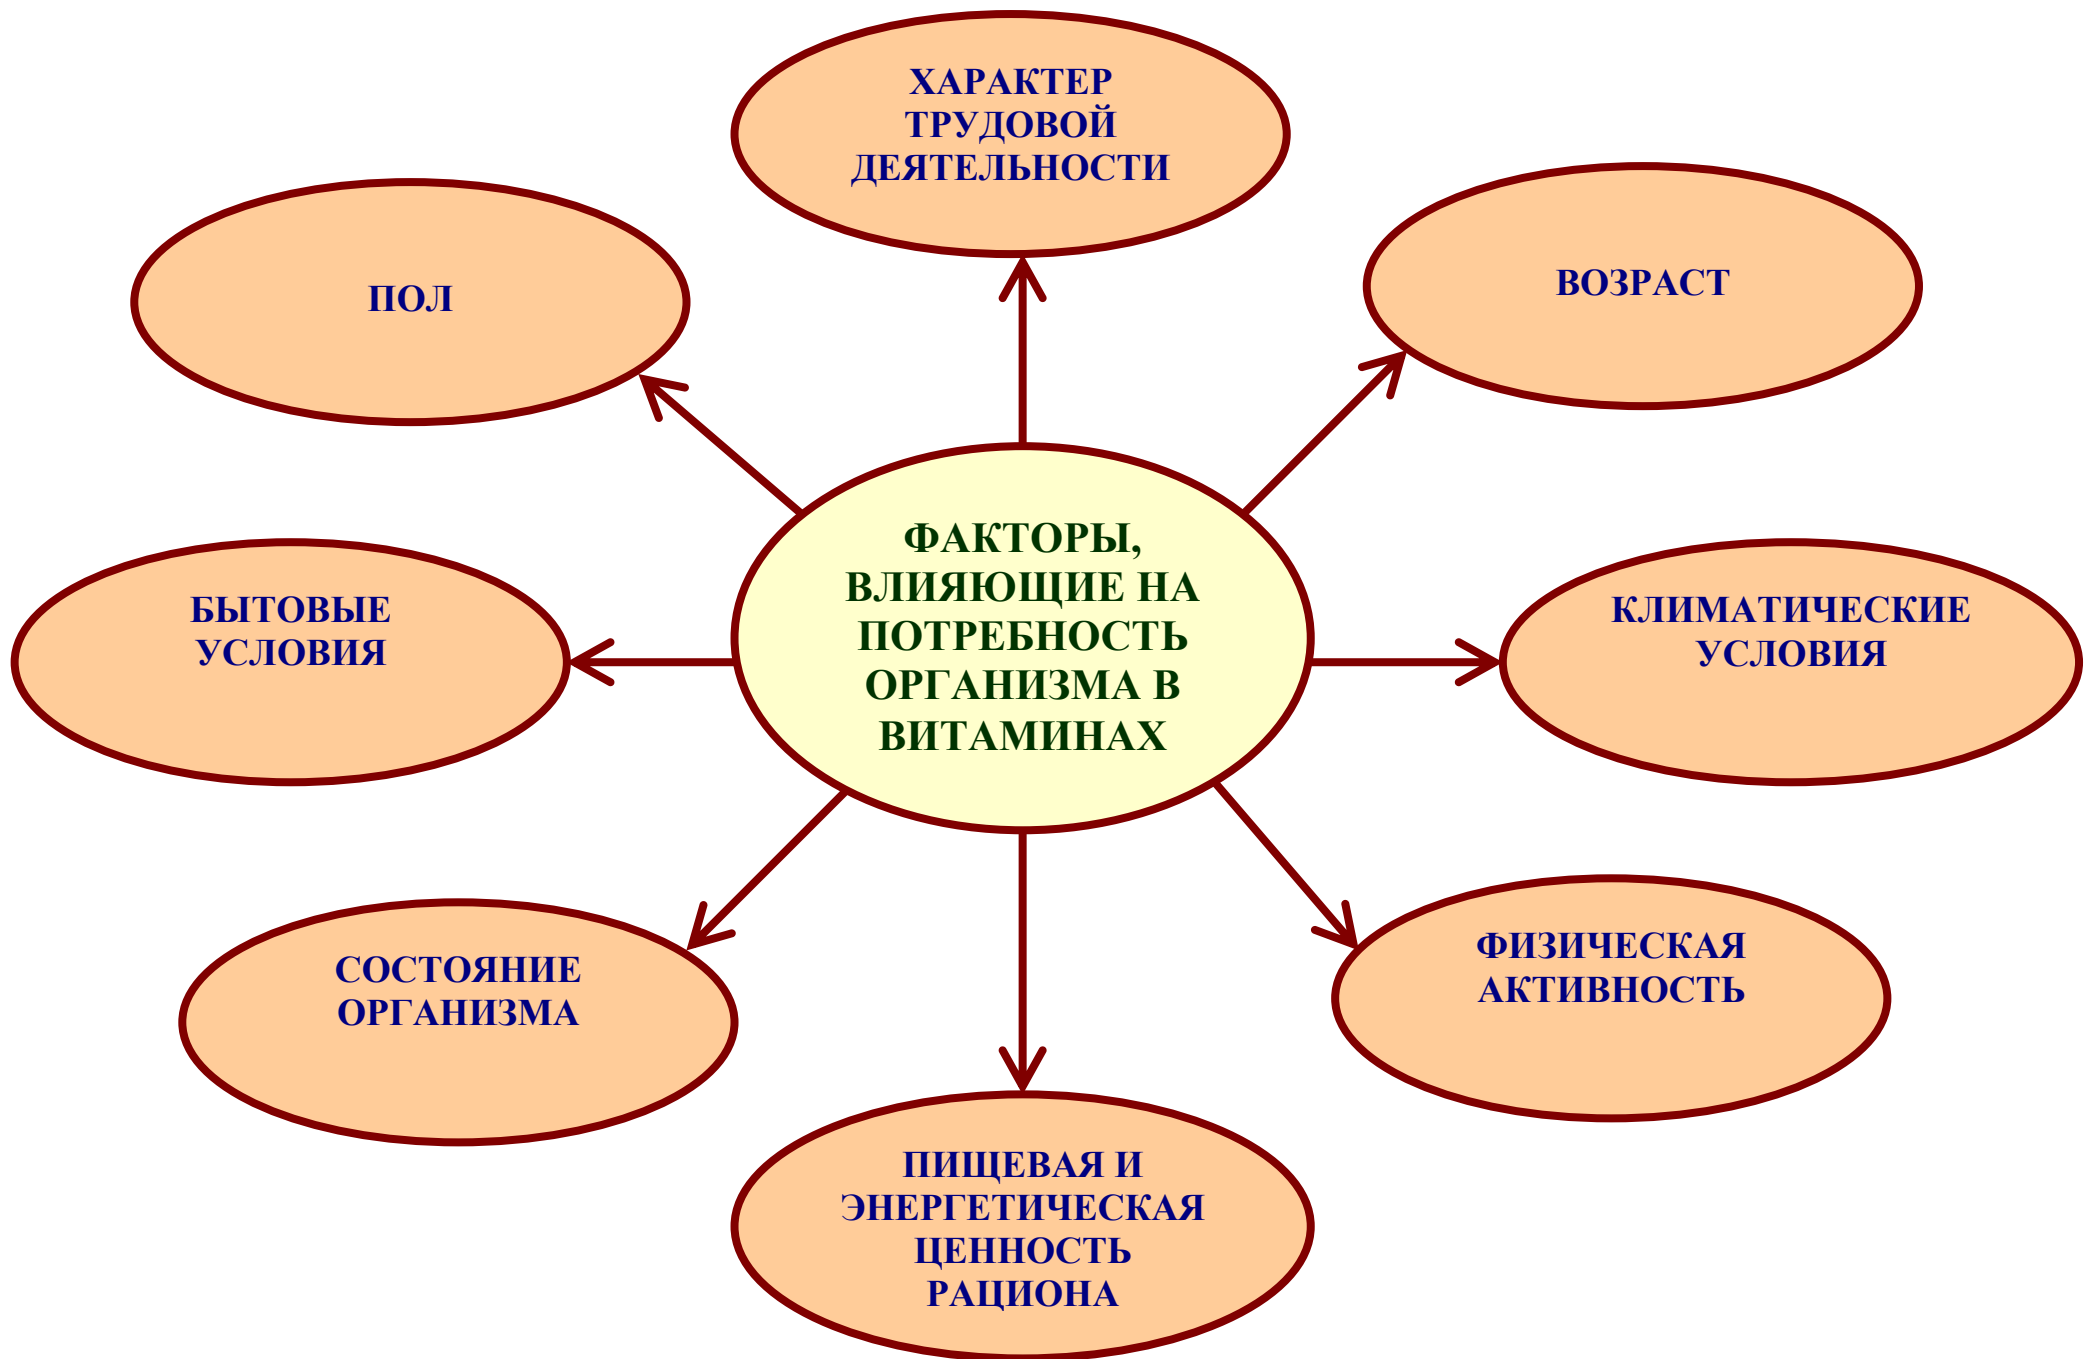 ХАРАКТЕР
ТРУДОВОЙ
ДЕЯТЕЛЬНОСТИ
ПОЛ
ВОЗРАСТ
ФАКТОРЫ,
ВЛИЯЮЩИЕ НА
ПОТРЕБНОСТЬ
ОРГАНИЗМА В
ВИТАМИНАХ
БЫТОВЫЕ
УСЛОВИЯ
КЛИМАТИЧЕСКИЕ
УСЛОВИЯ
СОСТОЯНИЕ
ОРГАНИЗМА
ФИЗИЧЕСКАЯ
АКТИВНОСТЬ
ПИЩЕВАЯ И
ЭНЕРГЕТИЧЕСКАЯ
ЦЕННОСТЬ
РАЦИОНА